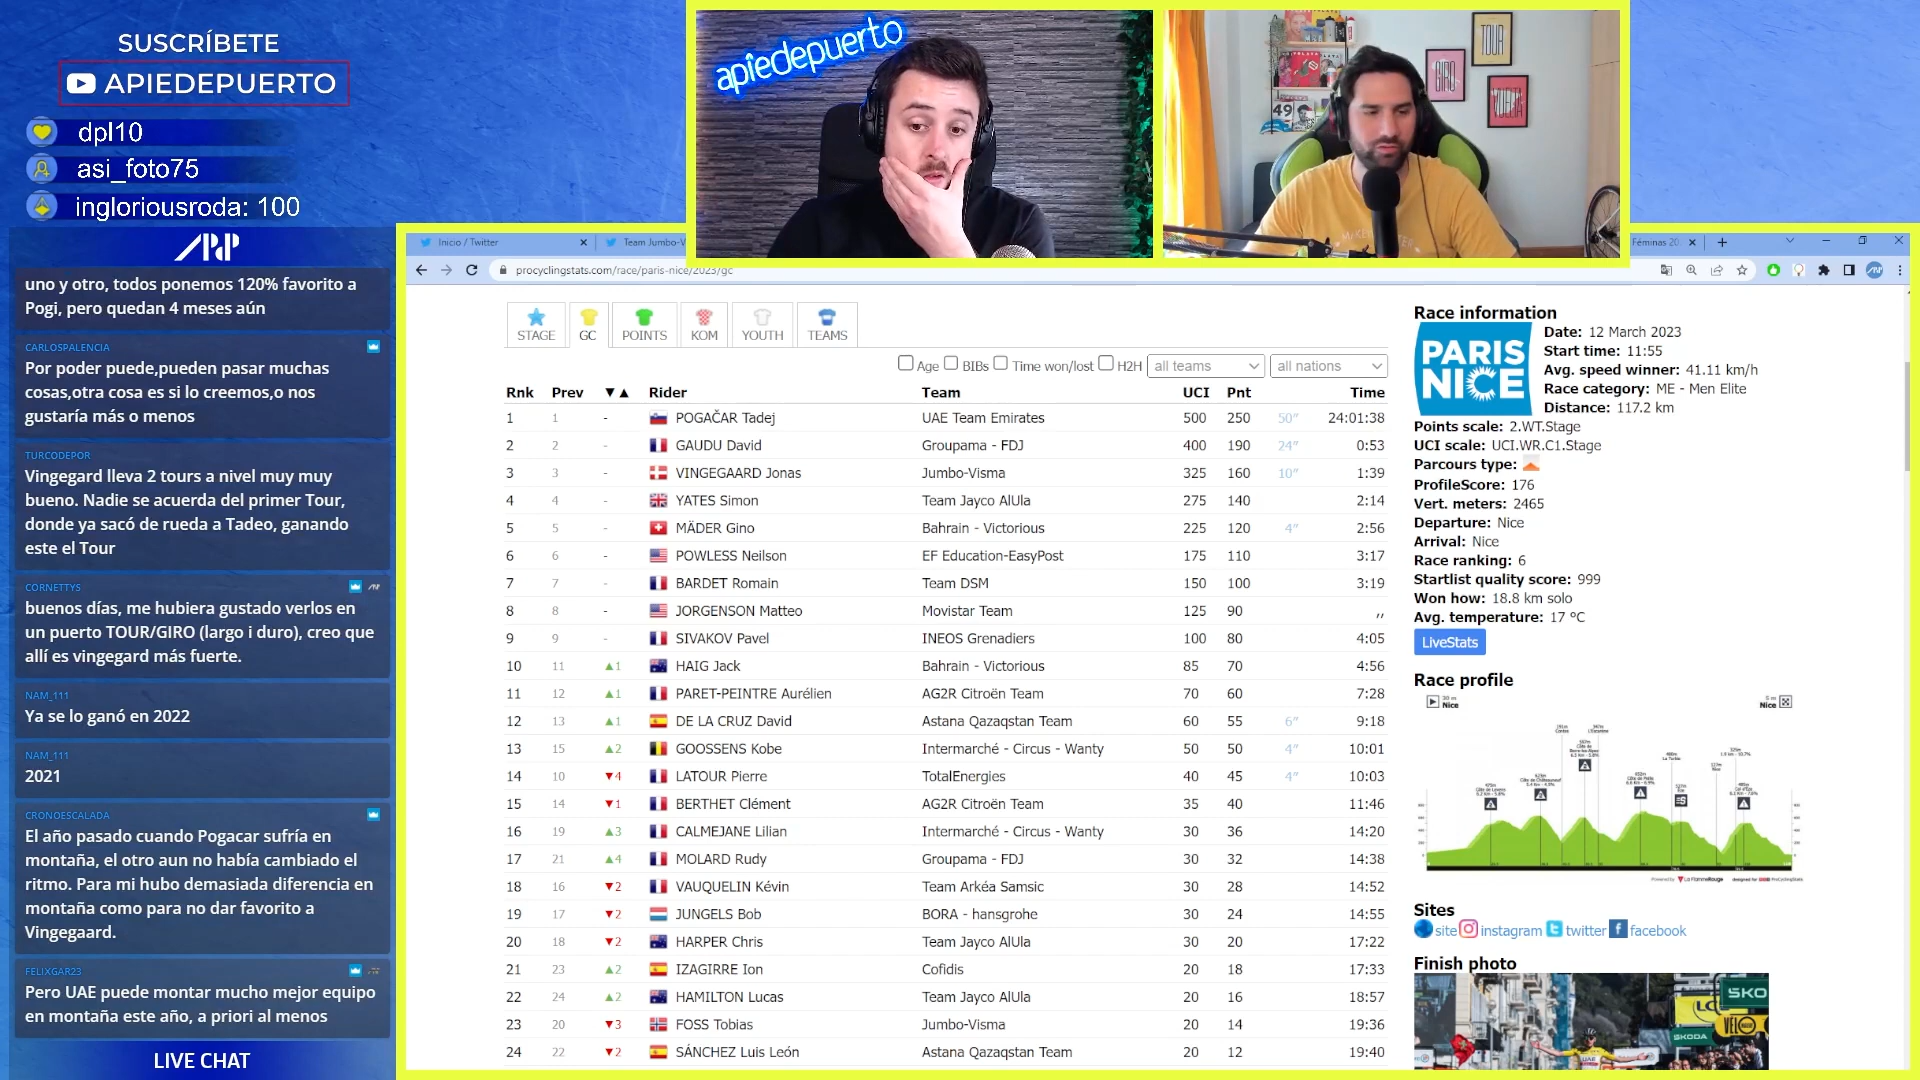 SUSCRÍBETE
APIEDEPUERTO
dpl10
asi_foto75
ingloriousroda: 100
uno y otro, todos ponemos 120% favorito a
Pogi, pero quedan 4 meses aún
CARLOSPALENCIA
Por poder puede,pueden pasar muchas
cosas,otra cosa es si lo creemos,o nos
gustaría más o menos
TURCODEPOR
Vingegard lleva 2 tours a nivel muy muy
bueno. Nadie se acuerda del primer Tour,
donde ya sacó de rueda a Tadeo, ganando
este el Tour
CORNETTYS
buenos días, me hubiera gustado verlos en
un puerto TOUR/GIRO (largo i duro), creo que
allí es vingegard más fuerte.
NAM_111
Ya se lo ganó en 2022
NAM_111
2021
CRONOESCALADA
El año pasado cuando Pogacar sufría en
montaña, el otro aun no había cambiado el
ritmo. Para mi hubo demasiada diferencia en
montaña como para no dar favorito a
Vingegaard.
FELIXGAR23
Pero UAE puede montar mucho mejor equipo
en montaña este año, a priori al menos
LIVE CHAT
apiedepuerto
TOUR
GIRO
VUELTA
49
Inicio / Twitter
Team Jumbo-V
Féminas 20
procyclingstats.com/race/paris-nice/2023/gc
STAGE GC POINTS KOM YOUTH TEAMS
Age BIBs Time won/lost H2H all teams all nations
Rnk Prev ▼▲ Rider Team UCI Pnt Time
1 1 - POGAČAR Tadej UAE Team Emirates 500 250 50″ 24:01:38
2 2 - GAUDU David Groupama - FDJ 400 190 24″ 0:53
3 3 - VINGEGAARD Jonas Jumbo-Visma 325 160 10″ 1:39
4 4 - YATES Simon Team Jayco AlUla 275 140 2:14
5 5 - MÄDER Gino Bahrain - Victorious 225 120 4″ 2:56
6 6 - POWLESS Neilson EF Education-EasyPost 175 110 3:17
7 7 - BARDET Romain Team DSM 150 100 3:19
8 8 - JORGENSON Matteo Movistar Team 125 90 ,,
9 9 - SIVAKOV Pavel INEOS Grenadiers 100 80 4:05
10 11 ▲1 HAIG Jack Bahrain - Victorious 85 70 4:56
11 12 ▲1 PARET-PEINTRE Aurélien AG2R Citroën Team 70 60 7:28
12 13 ▲1 DE LA CRUZ David Astana Qazaqstan Team 60 55 6″ 9:18
13 15 ▲2 GOOSSENS Kobe Intermarché - Circus - Wanty 50 50 4″ 10:01
14 10 ▼4 LATOUR Pierre TotalEnergies 40 45 4″ 10:03
15 14 ▼1 BERTHET Clément AG2R Citroën Team 35 40 11:46
16 19 ▲3 CALMEJANE Lilian Intermarché - Circus - Wanty 30 36 14:20
17 21 ▲4 MOLARD Rudy Groupama - FDJ 30 32 14:38
18 16 ▼2 VAUQUELIN Kévin Team Arkéa Samsic 30 28 14:52
19 17 ▼2 JUNGELS Bob BORA - hansgrohe 30 24 14:55
20 18 ▼2 HARPER Chris Team Jayco AlUla 30 20 17:22
21 23 ▲2 IZAGIRRE Ion Cofidis 20 18 17:33
22 24 ▲2 HAMILTON Lucas Team Jayco AlUla 20 16 18:57
23 20 ▼3 FOSS Tobias Jumbo-Visma 20 14 19:36
24 22 ▼2 SÁNCHEZ Luis León Astana Qazaqstan Team 20 12 19:40
Race information
PARIS
NICE
Date: 12 March 2023
Start time: 11:55
Avg. speed winner: 41.11 km/h
Race category: ME - Men Elite
Distance: 117.2 km
Points scale: 2.WT.Stage
UCI scale: UCI.WR.C1.Stage
Parcours type:
ProfileScore: 176
Vert. meters: 2465
Departure: Nice
Arrival: Nice
Race ranking: 6
Startlist quality score: 999
Won how: 18.8 km solo
Avg. temperature: 17 °C
LiveStats
Race profile
Nice
Nice
Sites
site instagram twitter facebook
Finish photo
SKO
SKODA
VELO
UAE